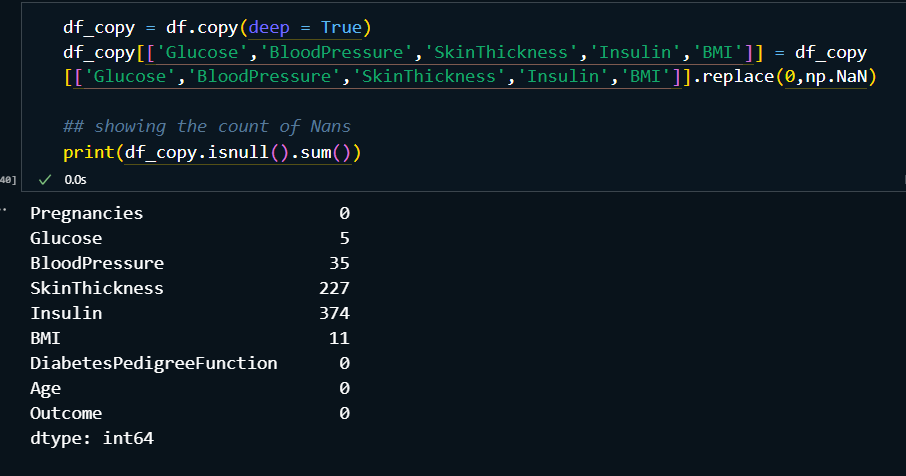 df_copy = df.copy(deep = True)
df_copy[['Glucose','BloodPressure','SkinThickness','Insulin','BMI']] = df_copy
[['Glucose','BloodPressure','SkinThickness','Insulin','BMI']].replace(0,np.NaN)
## showing the count of Nans
print(df_copy.isnull().sum())
40]
0.0s
..
Pregnancies 0
Glucose 5
BloodPressure 35
SkinThickness 227
Insulin 374
BMI 11
DiabetesPedigreeFunction 0
Age 0
Outcome 0
dtype: int64